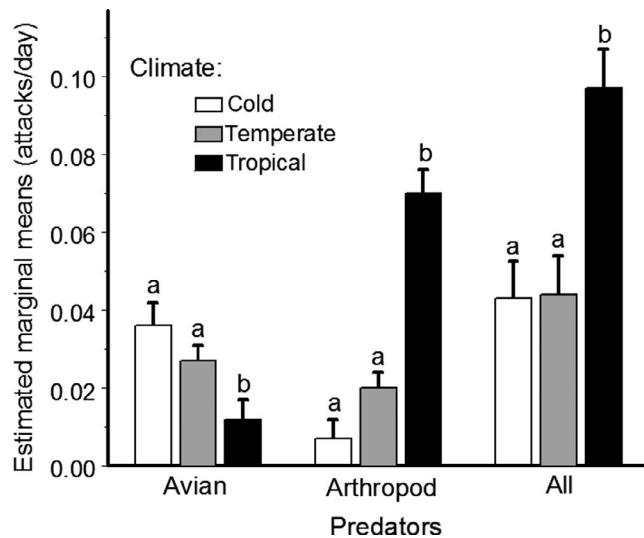 Estimated marginal means (attacks/day)
0.10
0.08
0.06
0.04
0.02
0.00
Climate:
Cold
Temperate
Tropical
a
a
b
a
a
b
a
a
b
Avian
Arthropod
All
Predators